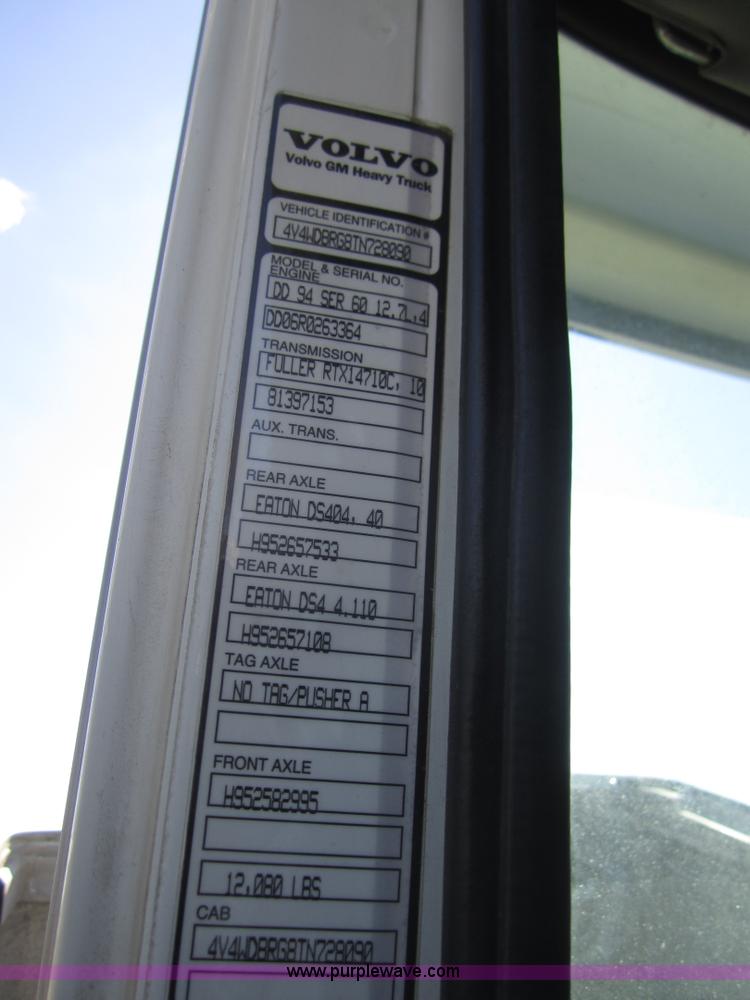 VOLVO
Volvo GM Heavy Truck
VEHICLE IDENTIFICATION #
4V4WDBRG8TN728090
MODEL & SERIAL NO.
ENGINE
DD 94 SER 60 12.7L,4
DD06R0263364
TRANSMISSION
FULLER RTX14710C, 10
81397153
AUX. TRANS.
REAR AXLE
EATON DS404, 40
H952657533
REAR AXLE
EATON DS4 4.110
H952657108
TAG AXLE
NO TAG/PUSHER A
FRONT AXLE
H952582995
12,080 LBS
CAB
4V4WDBRG8TN728090
www.purplewave.com